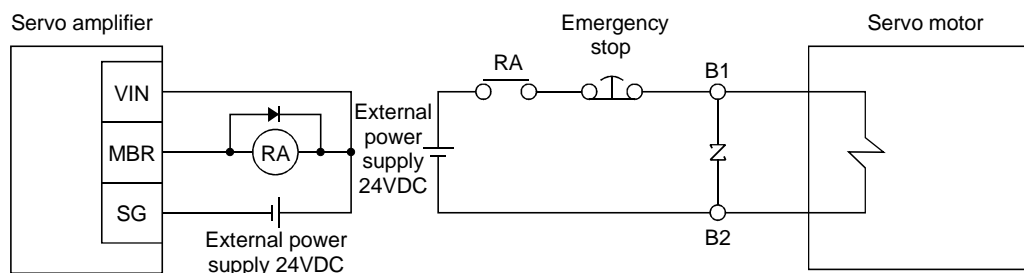 Servo amplifier
VIN
MBR
SG
RA
External power
supply 24VDC
External
power
supply
24VDC
RA
Emergency
stop
B1
B2
Servo motor